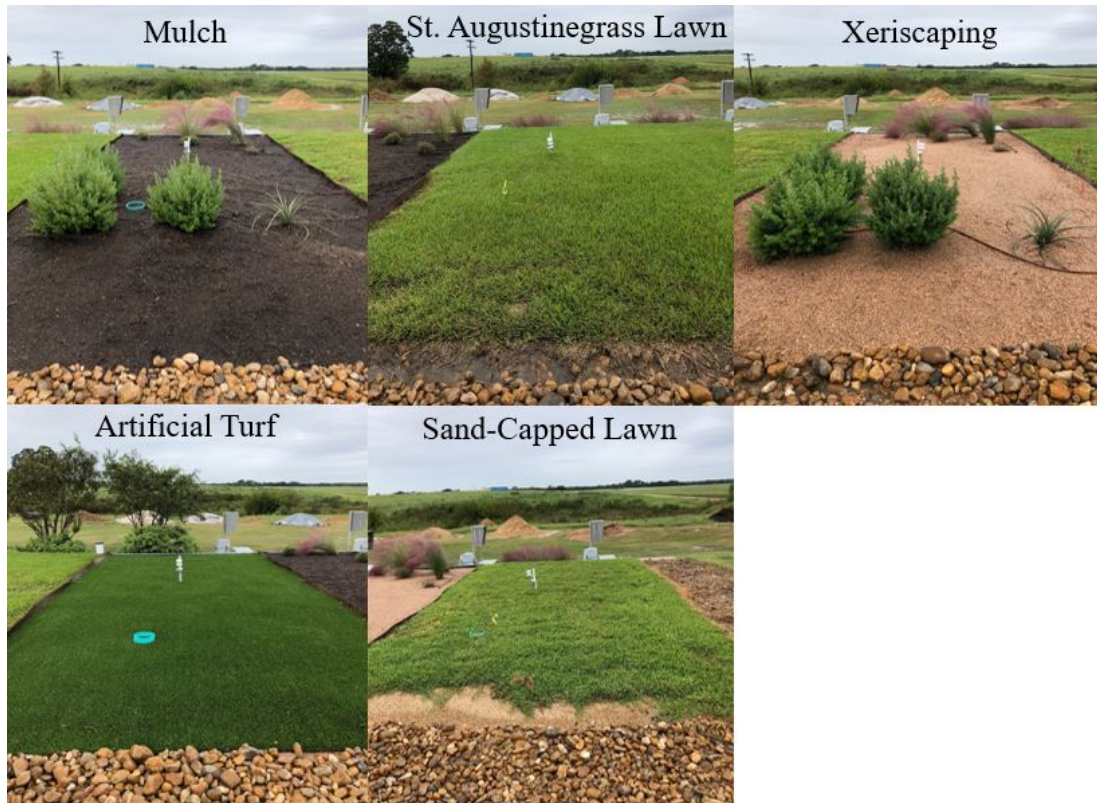 Mulch
St. Augustinegrass Lawn
Xeriscaping
Artificial Turf
Sand-Capped Lawn